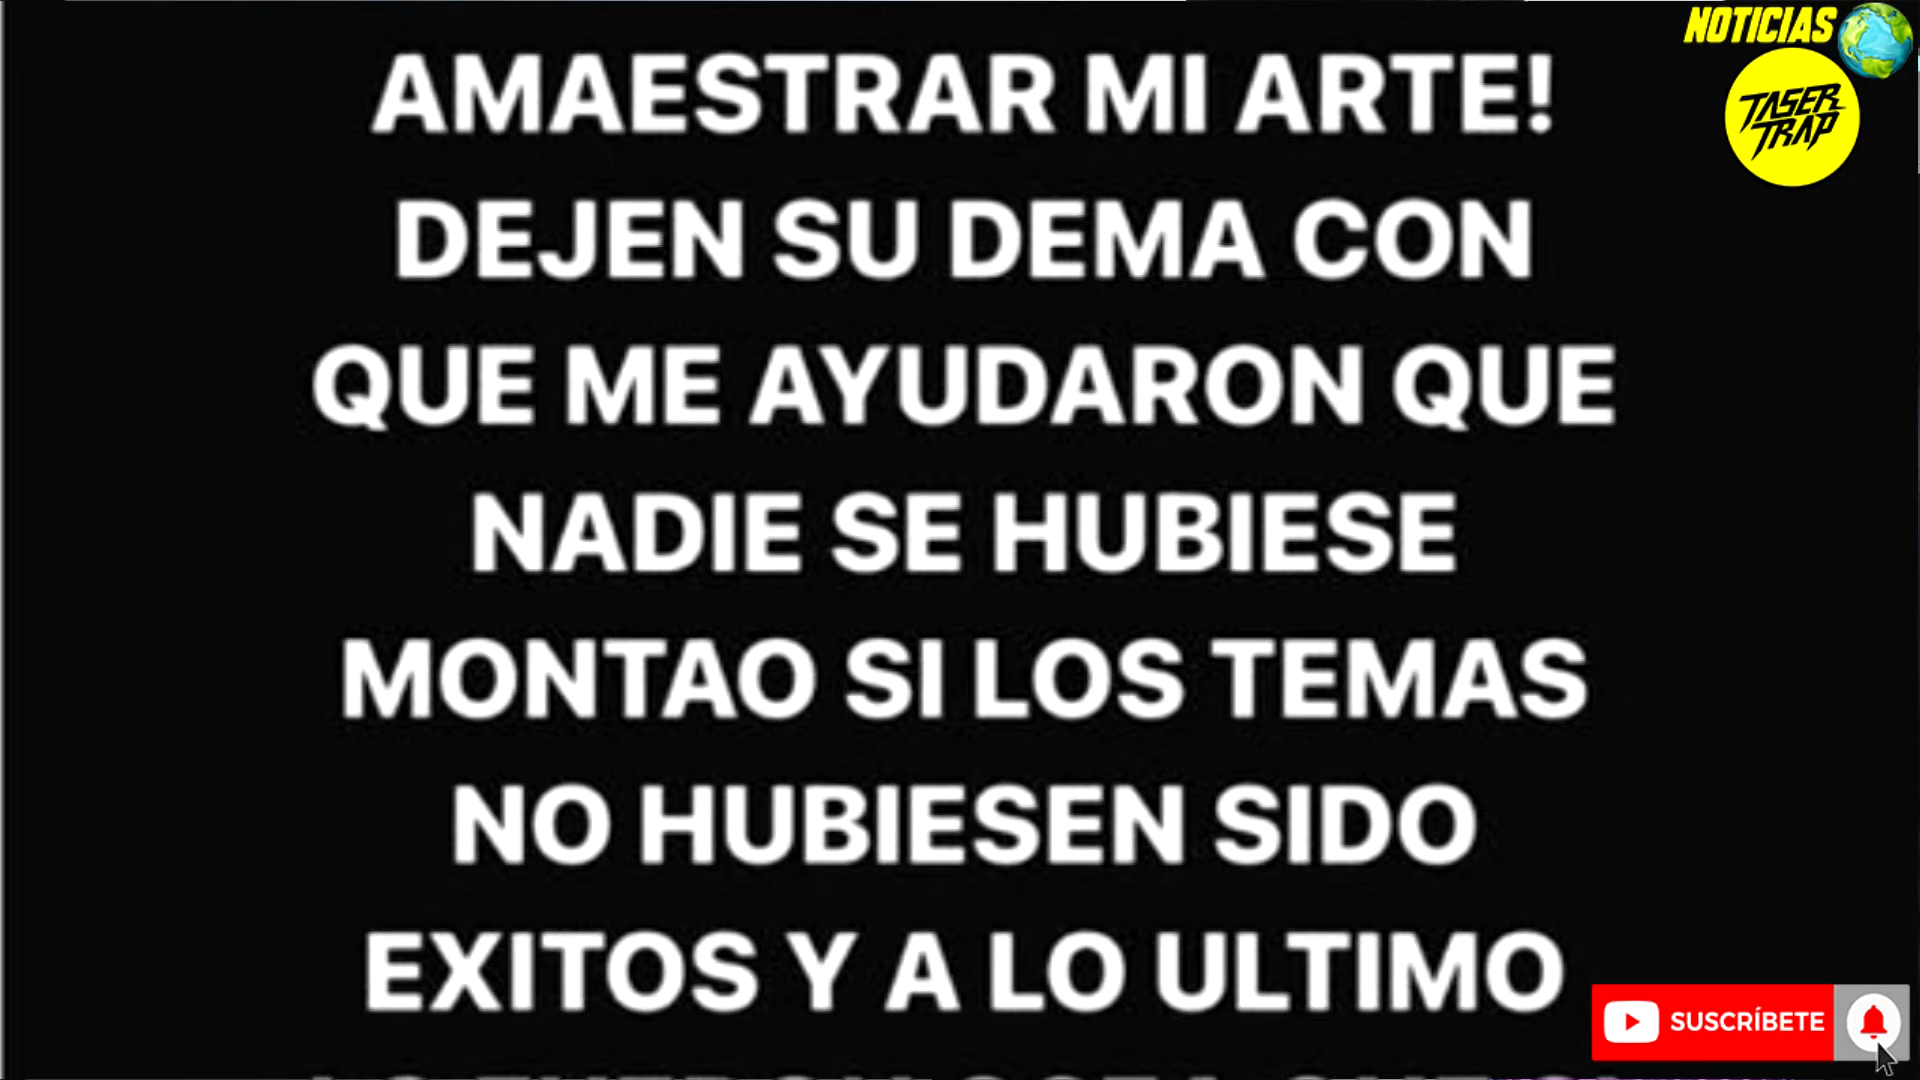 NOTICIAS
TASER
TRAP
AMAESTRAR MI ARTE!
DEJEN SU DEMA CON
QUE ME AYUDARON QUE
NADIE SE HUBIESE
MONTAO SI LOS TEMAS
NO HUBIESEN SIDO
EXITOS Y A LO ULTIMO
SUSCRÍBETE